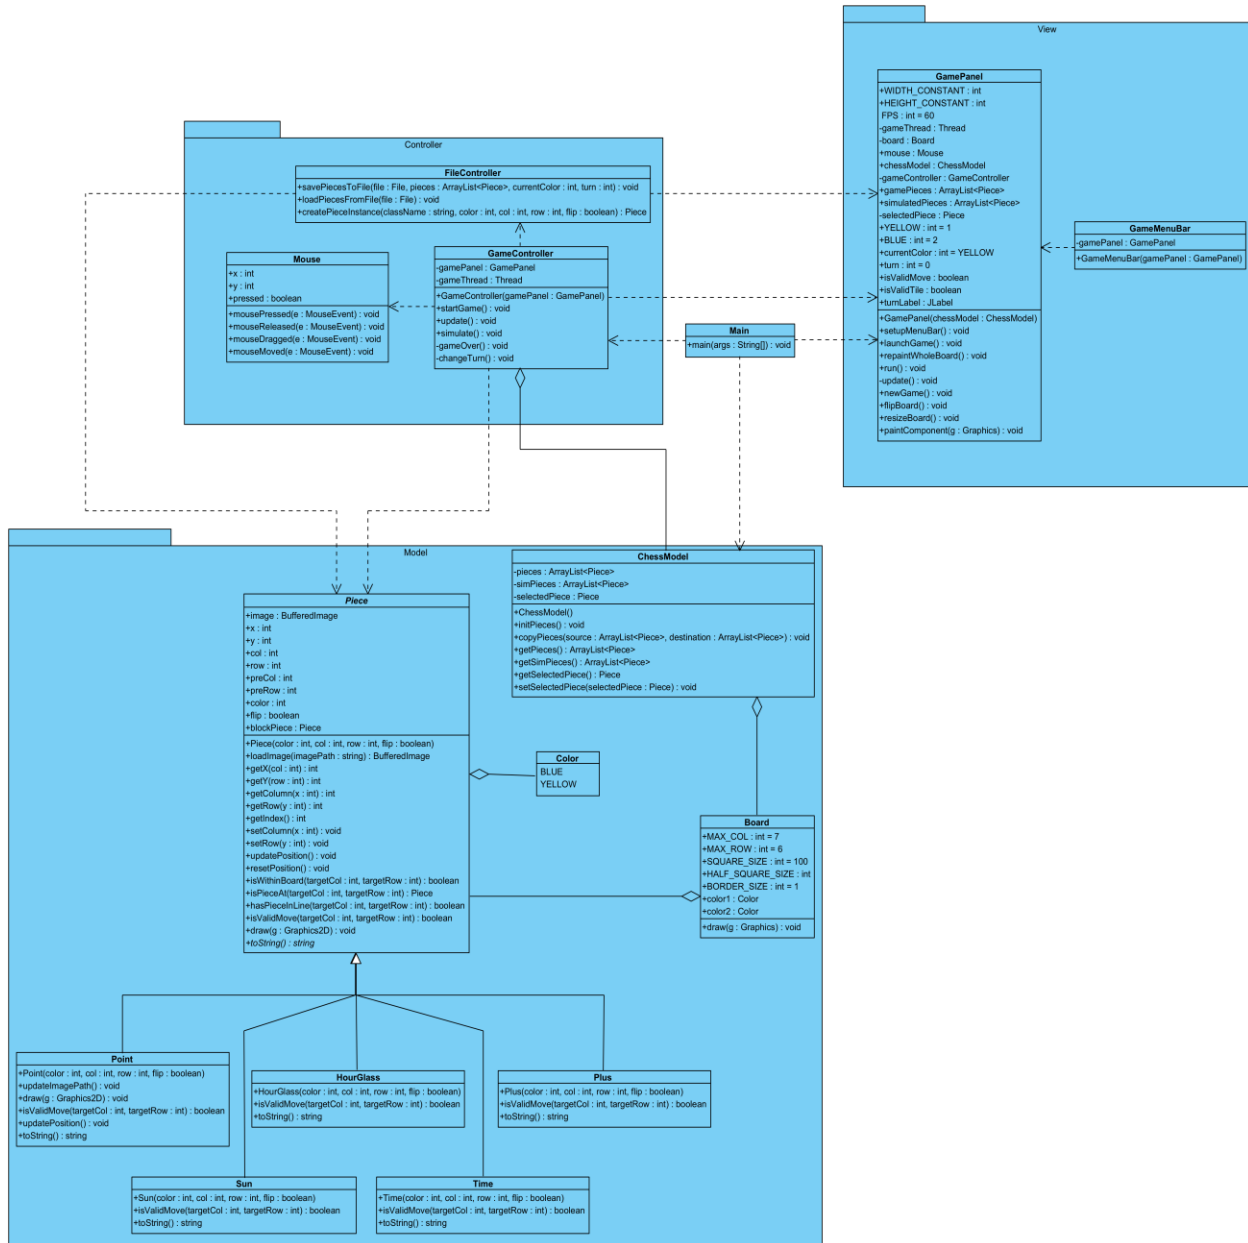 View
GamePanel
+WIDTH_CONSTANT : int
+HEIGHT_CONSTANT : int
FPS : int = 60
-gameThread : Thread
-board : Board
+mouse : Mouse
+chessModel : ChessModel
-gameController : GameController
+gamePieces : ArrayList<Piece>
+simulatedPieces : ArrayList<Piece>
-selectedPiece : Piece
+YELLOW : int = 1
+BLUE : int = 2
+currentColor : int = YELLOW
+turn : int = 0
+isValidMove : boolean
+isValidTile : boolean
+turnLabel : JLabel
+GamePanel(chessModel : ChessModel)
+setupMenuBar() : void
+launchGame() : void
+repaintWholeBoard() : void
+run() : void
-update() : void
+newGame() : void
+flipBoard() : void
+resizeBoard() : void
+paintComponent(g : Graphics) : void
GameMenuBar
-gamePanel : GamePanel
+GameMenuBar(gamePanel : GamePanel)
Controller
FileController
+savePiecesToFile(file : File, pieces : ArrayList<Piece>, currentColor : int, turn : int) : void
+loadPiecesFromFile(file : File) : void
+createPieceInstance(className : string, color : int, col : int, row : int, flip : boolean) : Piece
Mouse
+x : int
+y : int
+pressed : boolean
+mousePressed(e : MouseEvent) : void
+mouseReleased(e : MouseEvent) : void
+mouseDragged(e : MouseEvent) : void
+mouseMoved(e : MouseEvent) : void
GameController
-gamePanel : GamePanel
-gameThread : Thread
+GameController(gamePanel : GamePanel)
+startGame() : void
+update() : void
+simulate() : void
-gameOver() : void
-changeTurn() : void
Main
+main(args : String[]) : void
Model
ChessModel
-pieces : ArrayList<Piece>
-simPieces : ArrayList<Piece>
-selectedPiece : Piece
+ChessModel()
+initPieces() : void
+copyPieces(source : ArrayList<Piece>, destination : ArrayList<Piece>) : void
+getPieces() : ArrayList<Piece>
+getSimPieces() : ArrayList<Piece>
+getSelectedPiece() : Piece
+setSelectedPiece(selectedPiece : Piece) : void
Piece
+image : BufferedImage
+x : int
+y : int
+col : int
+row : int
+preCol : int
+preRow : int
+color : int
+flip : boolean
+blockPiece : Piece
+Piece(color : int, col : int, row : int, flip : boolean)
+loadImage(imagePath : string) : BufferedImage
+getX(col : int) : int
+getY(row : int) : int
+getColumn(x : int) : int
+getRow(y : int) : int
+getIndex() : int
+setColumn(x : int) : void
+setRow(y : int) : void
+updatePosition() : void
+resetPosition() : void
+isWithinBoard(targetCol : int, targetRow : int) : boolean
+isPieceAt(targetCol : int, targetRow : int) : Piece
+hasPieceInLine(targetCol : int, targetRow : int) : boolean
+isValidMove(targetCol : int, targetRow : int) : boolean
+draw(g : Graphics2D) : void
+toString() : string
Color
BLUE
YELLOW
Board
+MAX_COL : int = 7
+MAX_ROW : int = 6
+SQUARE_SIZE : int = 100
+HALF_SQUARE_SIZE : int
+BORDER_SIZE : int = 1
+color1 : Color
+color2 : Color
+draw(g : Graphics) : void
Point
+Point(color : int, col : int, row : int, flip : boolean)
+updateImagePath() : void
+draw(g : Graphics2D) : void
+isValidMove(targetCol : int, targetRow : int) : boolean
+updatePosition() : void
+toString() : string
HourGlass
+HourGlass(color : int, col : int, row : int, flip : boolean)
+isValidMove(targetCol : int, targetRow : int) : boolean
+toString() : string
Plus
+Plus(color : int, col : int, row : int, flip : boolean)
+isValidMove(targetCol : int, targetRow : int) : boolean
+toString() : string
Sun
+Sun(color : int, col : int, row : int, flip : boolean)
+isValidMove(targetCol : int, targetRow : int) : boolean
+toString() : string
Time
+Time(color : int, col : int, row : int, flip : boolean)
+isValidMove(targetCol : int, targetRow : int) : boolean
+toString() : string